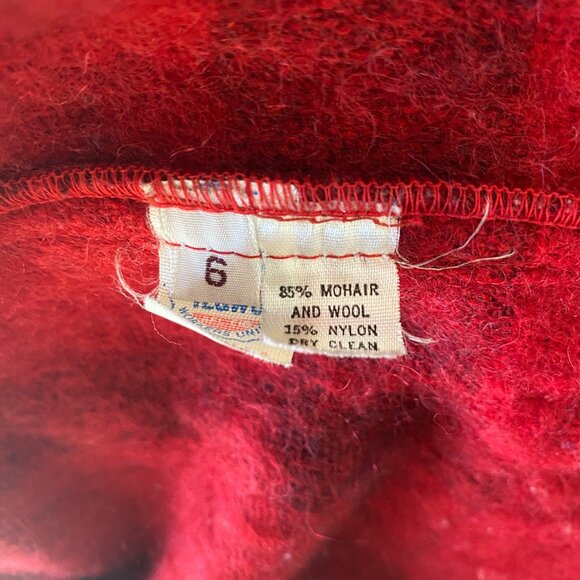 6
85% MOHAIR
AND WOOL
15% NYLON
DRY CLEAN